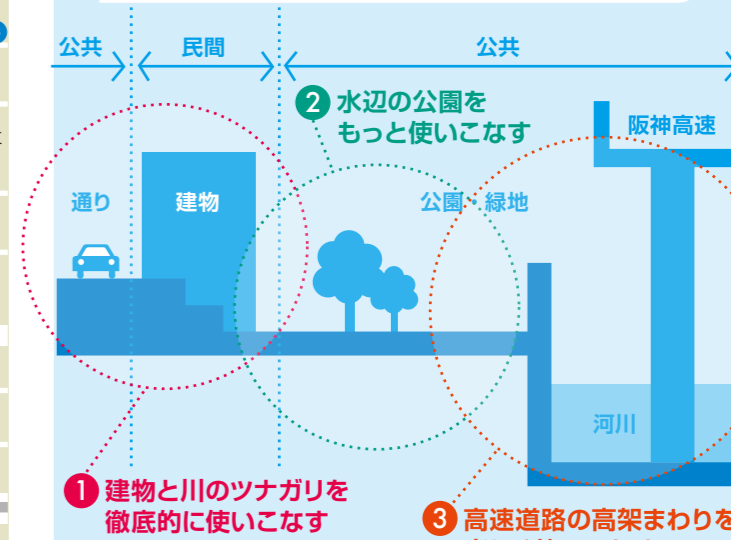 公共
民間
公共
2 水辺の公園を
もっと使いこなす
阪神高速
通り
建物
公園・緑地
河川
1 建物と川のツナガリを
徹底的に使いこなす
3 高速道路の高架まわりを